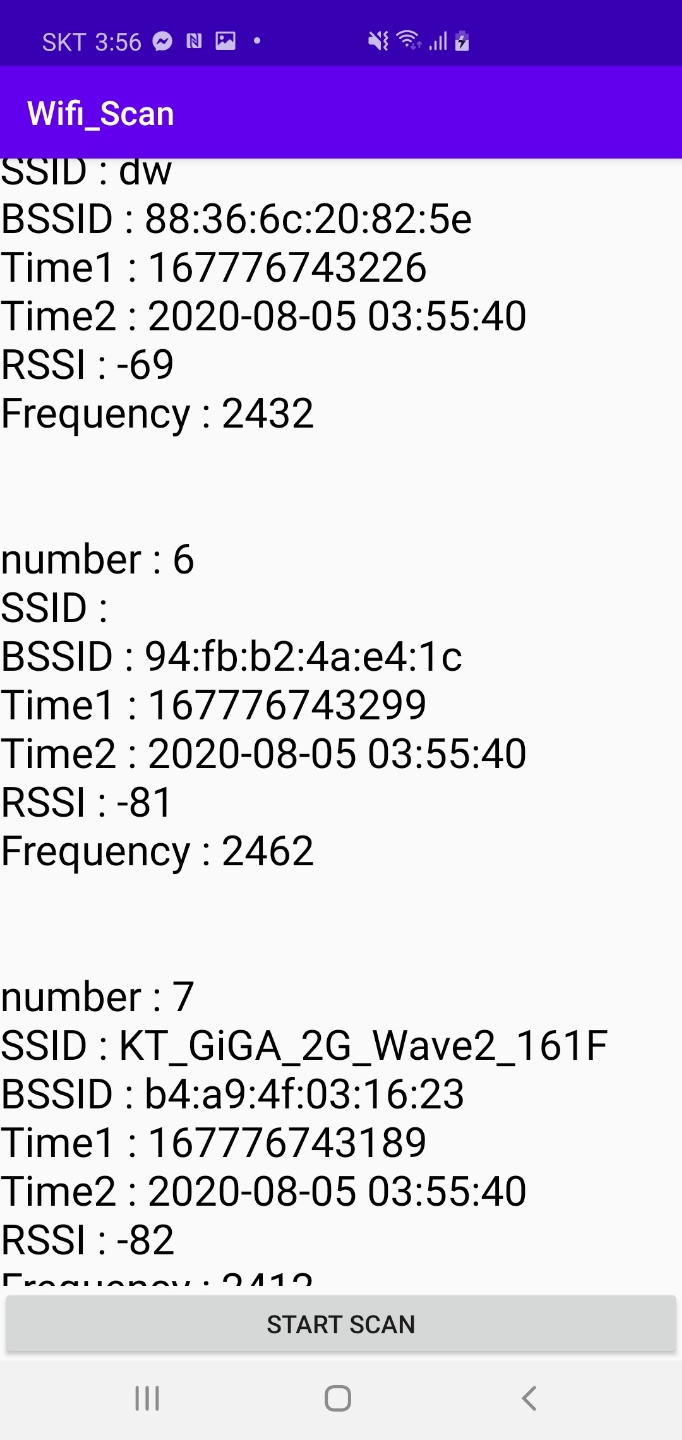 SKT 3:56
Wifi_Scan
SSID : dw
BSSID : 88:36:6c:20:82:5e
Time1 : 167776743226
Time2 : 2020-08-05 03:55:40
RSSI : -69
Frequency : 2432
number : 6
SSID :
BSSID : 94:fb:b2:4a:e4:1c
Time1 : 167776743299
Time2 : 2020-08-05 03:55:40
RSSI : -81
Frequency : 2462
number : 7
SSID : KT_GiGA_2G_Wave2_161F
BSSID : b4:a9:4f:03:16:23
Time1 : 167776743189
Time2 : 2020-08-05 03:55:40
RSSI : -82
Frequency : 2412
START SCAN